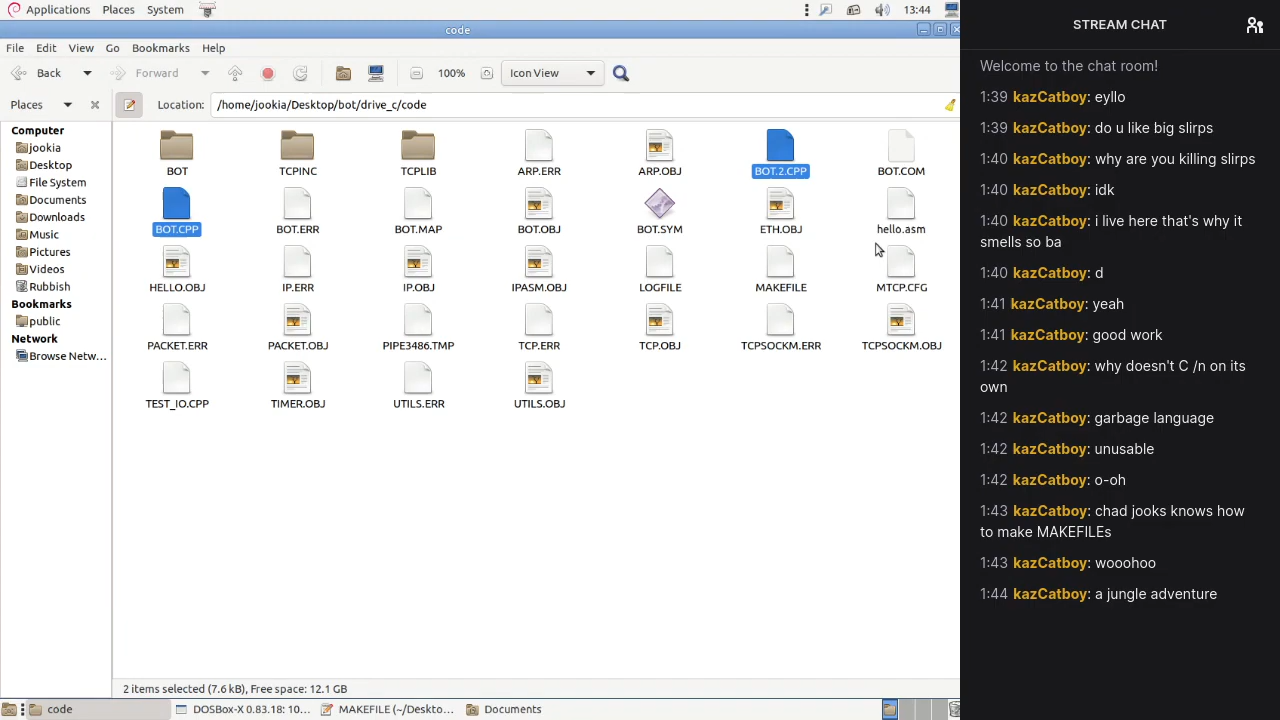 Applications Places System 13:44
code
File Edit View Go Bookmarks Help
Back Forward 100% Icon View
Places Location: /home/jookia/Desktop/bot/drive_c/code
Computer
jookia
Desktop
File System
Documents
Downloads
Music
Pictures
Videos
Rubbish
Bookmarks
public
Network
Browse Netw...
BOT TCPINC TCPLIB ARP.ERR ARP.OBJ BOT.2.CPP BOT.COM
BOT.CPP BOT.ERR BOT.MAP BOT.OBJ BOT.SYM ETH.OBJ hello.asm
HELLO.OBJ IP.ERR IP.OBJ IPASM.OBJ LOGFILE MAKEFILE MTCP.CFG
PACKET.ERR PACKET.OBJ PIPE3486.TMP TCP.ERR TCP.OBJ TCPSOCKM.ERR TCPSOCKM.OBJ
TEST_IO.CPP TIMER.OBJ UTILS.ERR UTILS.OBJ
2 items selected (7.6 kB), Free space: 12.1 GB
code DOSBox-X 0.83.18: 10... MAKEFILE (~/Deskto... Documents
STREAM CHAT
Welcome to the chat room!
1:39 kazCatboy: eyllo
1:39 kazCatboy: do u like big slirps
1:40 kazCatboy: why are you killing slirps
1:40 kazCatboy: idk
1:40 kazCatboy: i live here that's why it
smells so ba
1:40 kazCatboy: d
1:41 kazCatboy: yeah
1:41 kazCatboy: good work
1:42 kazCatboy: why doesn't C /n on its
own
1:42 kazCatboy: garbage language
1:42 kazCatboy: unusable
1:42 kazCatboy: o-oh
1:43 kazCatboy: chad jooks knows how
to make MAKEFILEs
1:43 kazCatboy: wooohoo
1:44 kazCatboy: a jungle adventure